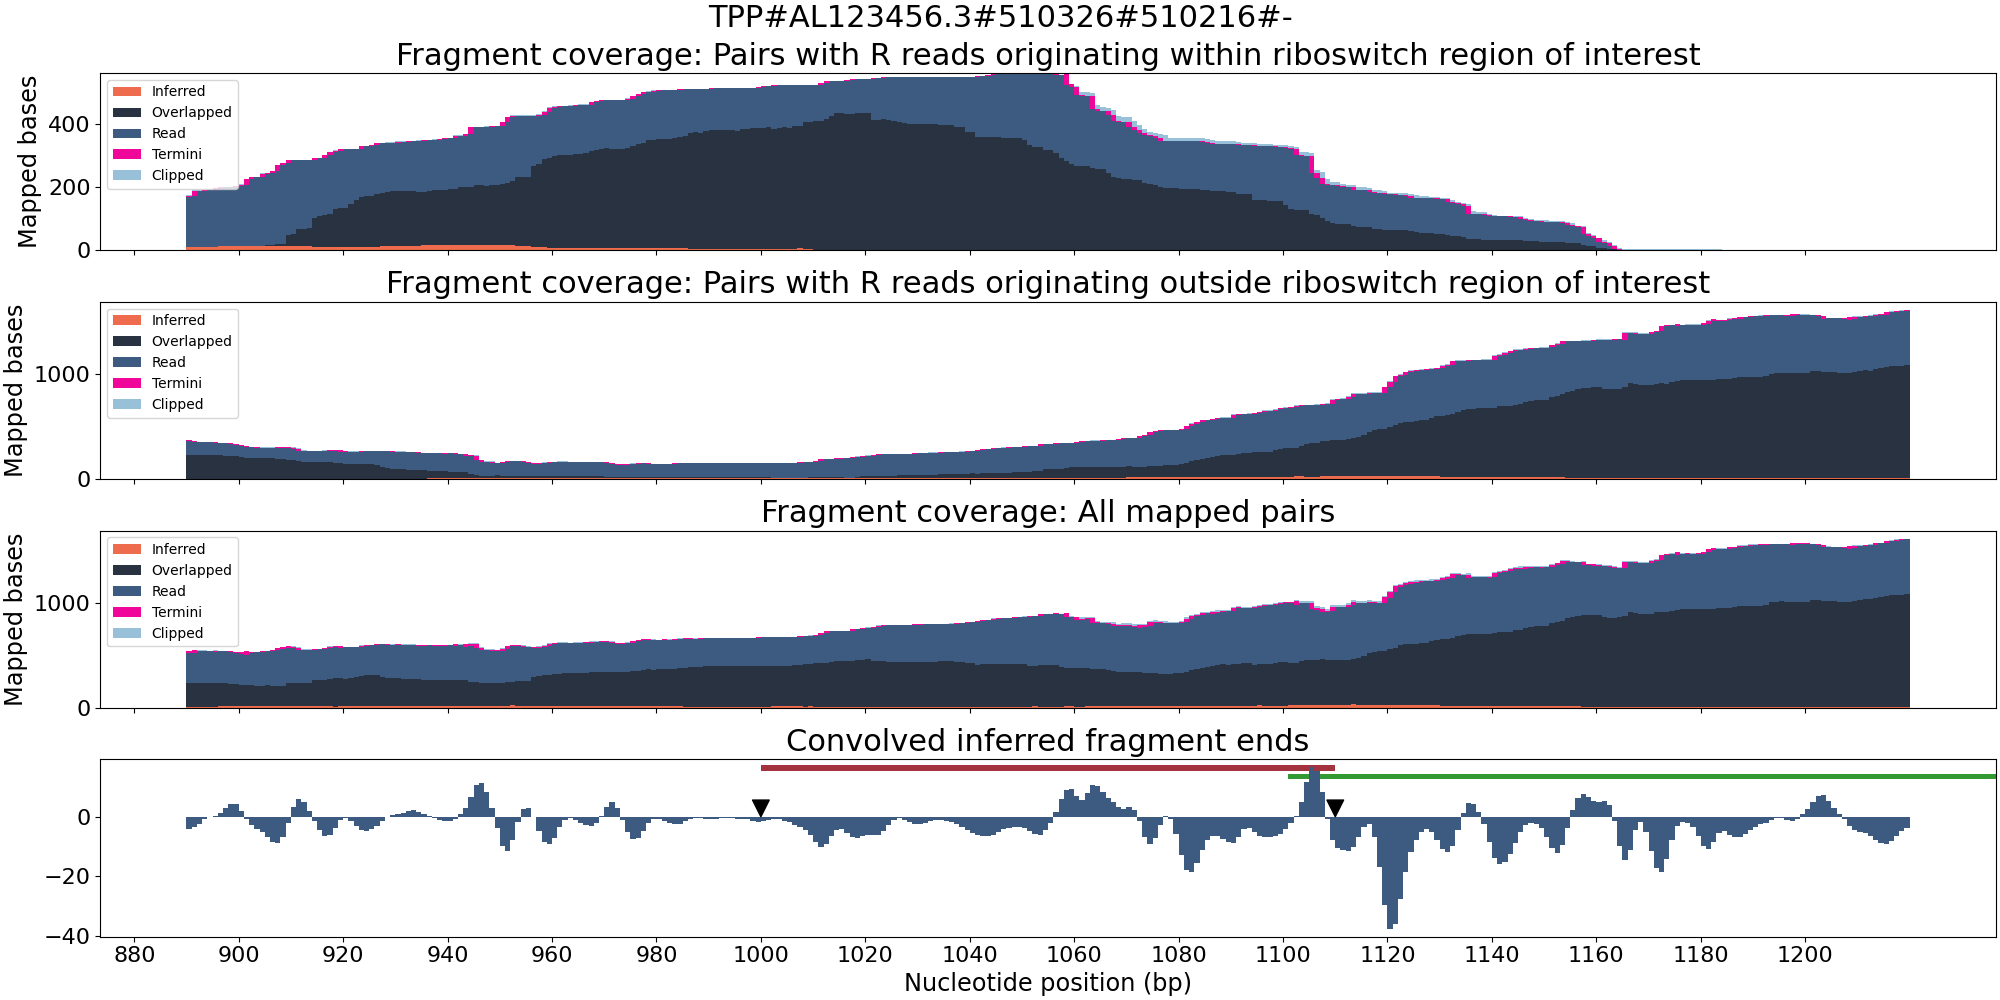 TPP#AL123456.3#510326#510216#-
Fragment coverage: Pairs with R reads originating within riboswitch region of interest
Mapped bases
400
200
0
Inferred
Overlapped
Read
Termini
Clipped
Fragment coverage: Pairs with R reads originating outside riboswitch region of interest
Mapped bases
1000
0
Inferred
Overlapped
Read
Termini
Clipped
Fragment coverage: All mapped pairs
Mapped bases
1000
0
Inferred
Overlapped
Read
Termini
Clipped
Convolved inferred fragment ends
0
−20
−40
880 900 920 940 960 980 1000 1020 1040 1060 1080 1100 1120 1140 1160 1180 1200
Nucleotide position (bp)